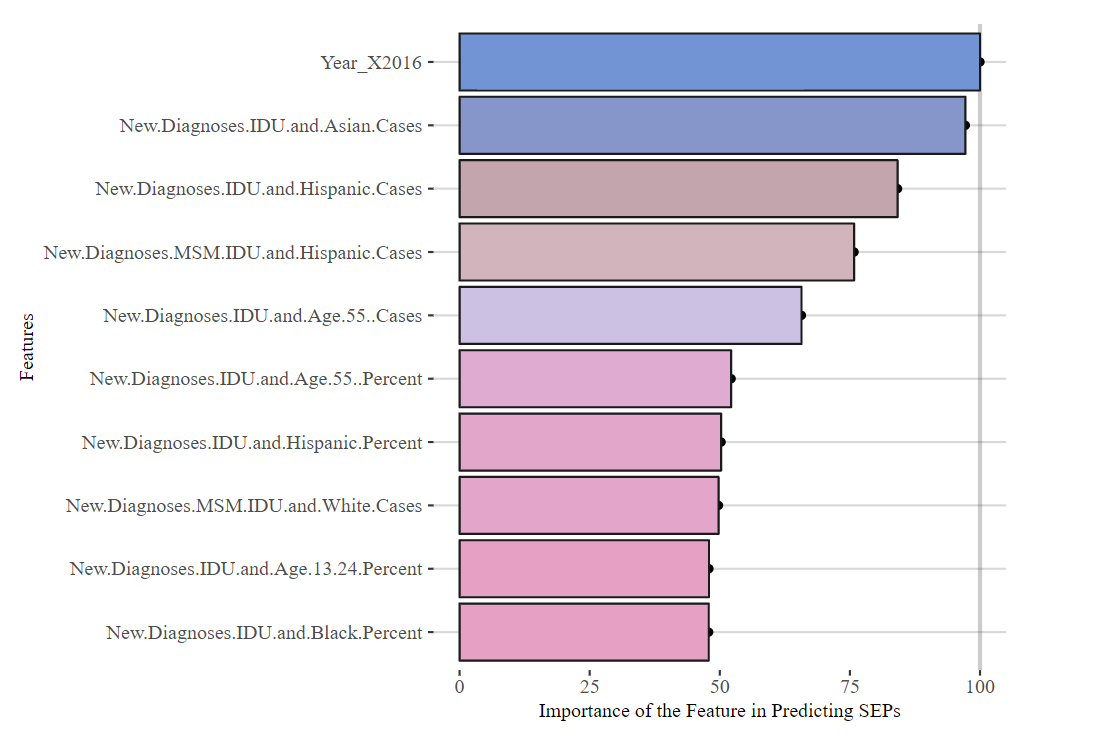 Year_X2016
New.Diagnoses.IDU.and.Asian.Cases
New.Diagnoses.IDU.and.Hispanic.Cases
New.Diagnoses.MSM.IDU.and.Hispanic.Cases
New.Diagnoses.IDU.and.Age.55..Cases
New.Diagnoses.IDU.and.Age.55..Percent
New.Diagnoses.IDU.and.Hispanic.Percent
New.Diagnoses.MSM.IDU.and.White.Cases
New.Diagnoses.IDU.and.Age.13.24.Percent
New.Diagnoses.IDU.and.Black.Percent
Features
0 25 50 75 100
Importance of the Feature in Predicting SEPs